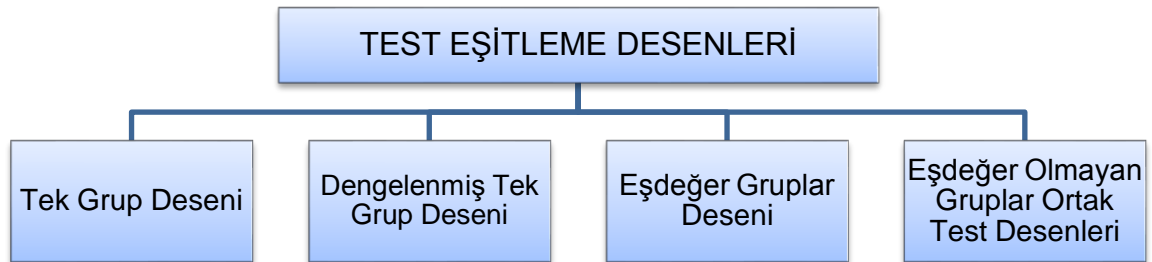 TEST EŞİTLEME DESENLERİ
Tek Grup Deseni
Dengelenmiş Tek
Grup Deseni
Eşdeğer Gruplar
Deseni
Eşdeğer Olmayan
Gruplar Ortak
Test Desenleri